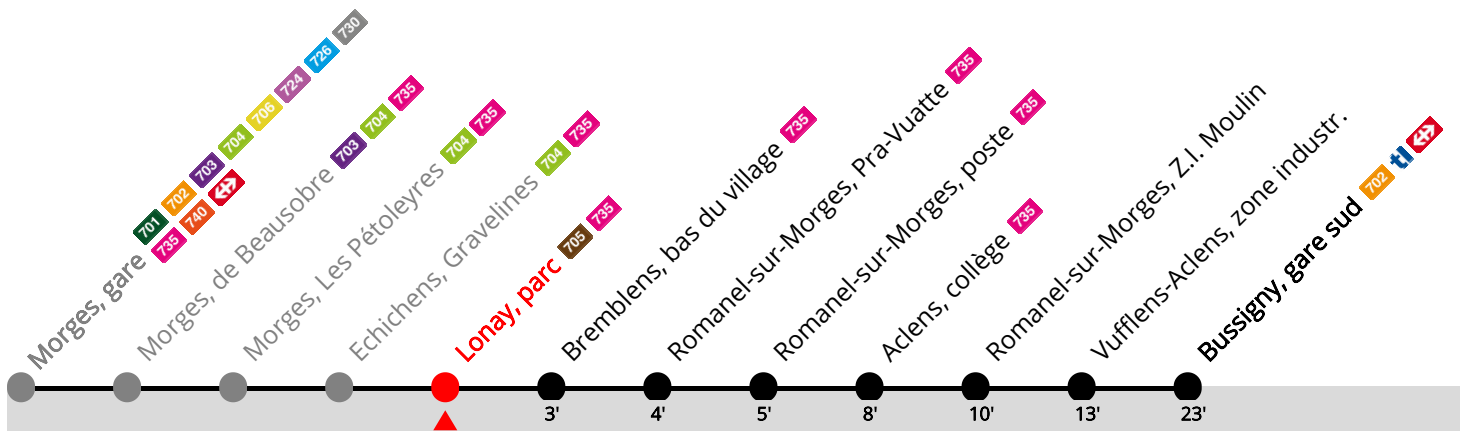 Morges, gare 701 702 703 704 706 724 726 730
735 740
Morges, de Beausobre 703 704 735
Morges, Les Pétoleyres 704 735
Echichens, Gravelines 704 735
Lonay, parc 705 735
Bremblens, bas du village 735
Romanel-sur-Morges, Pra-Vuatte 735
Romanel-sur-Morges, poste 735
Aclens, collège 735
Romanel-sur-Morges, Z.I. Moulin
Vufflens-Aclens, zone industr.
Bussigny, gare sud 702 tl
3' 4' 5' 8' 10' 13' 23'